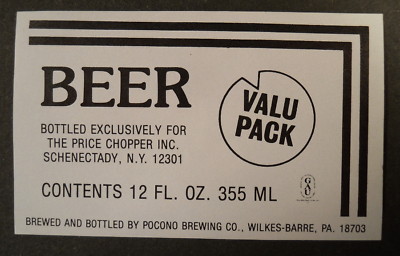 BEER
VALU
PACK
BOTTLED EXCLUSIVELY FOR
THE PRICE CHOPPER INC.
SCHENECTADY, N.Y. 12301
CONTENTS 12 FL. OZ. 355 ML
BREWED AND BOTTLED BY POCONO BREWING CO., WILKES-BARRE, PA. 18703